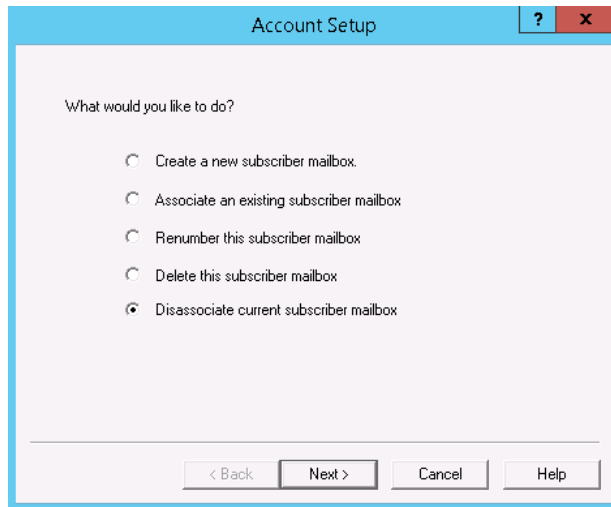 Account Setup
? x
What would you like to do?
Create a new subscriber mailbox.
Associate an existing subscriber mailbox
Renumber this subscriber mailbox
Delete this subscriber mailbox
Disassociate current subscriber mailbox
< Back Next > Cancel Help